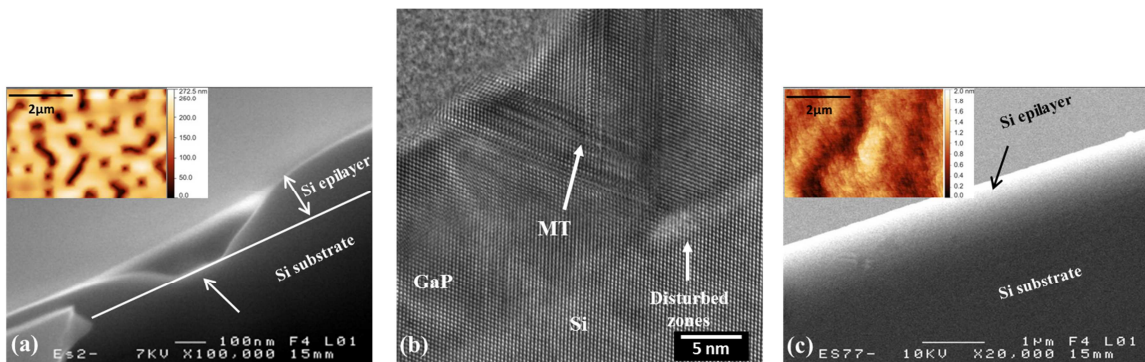 2µm
272.5 nm
260.0
200.0
150.0
100.0
50.0
0.0
Si epilayer
Si substrate
(a)
100nm F4 L01
Es2- 7KV X100,000 15mm
MT
GaP
Disturbed
zones
Si
(b)
5 nm
2µm
2.0 nm
1.8
1.6
1.4
1.2
1.0
0.8
0.6
0.4
0.2
0.0
Si epilayer
Si substrate
(c)
1µm F4 L01
ES77- 10KV X20,000 15mm